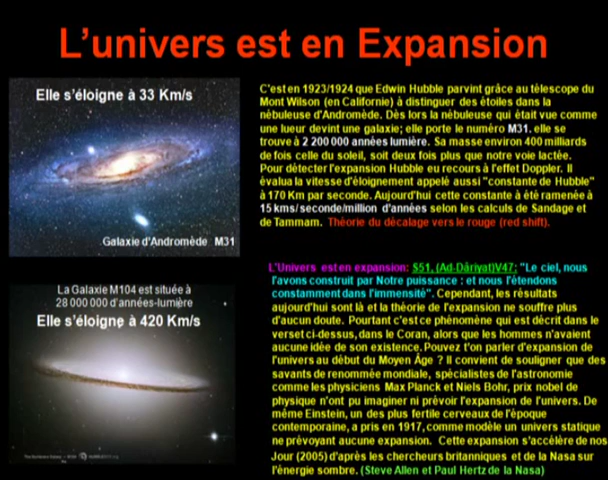 L'univers est en Expansion
Elle s'éloigne à 33 Km/s
Galaxie d'Andromède M31
C'est en 1923/1924 que Edwin Hubble parvint grâce au télescope du
Mont Wilson (en Californie) à distinguer des étoiles dans la
nébuleuse d'Andromède. Dès lors la nébuleuse qui était vue comme
une lueur devint une galaxie; elle porte le numéro M31. elle se
trouve à 2 200 000 années lumière. Sa masse environ 400 milliards
de fois celle du soleil, soit deux fois plus que notre voie lactée.
Pour détecter l'expansion Hubble eu recours à l'effet Doppler. Il
évalua la vitesse d'éloignement appelé aussi "constante de Hubble"
à 170 Km par seconde. Aujourd'hui cette constante à été ramenée à
15 kms/seconde/million d'années selon les calculs de Sandage et
de Tammam. Théorie du décalage vers le rouge (red shift).
La Galaxie M104 est située à
28 000 000 d'années-lumière
Elle s'éloigne à 420 Km/s
L'Univers est en expansion: S51, (Ad-Dâriyat)V47: "Le ciel, nous
l'avons construit par Notre puissance : et nous l'étendons
constamment dans l'immensité". Cependant, les résultats
aujourd'hui sont là et la théorie de l'expansion ne souffre plus
d'aucun doute. Pourtant c'est ce phénomène qui est décrit dans le
verset ci-dessus, dans le Coran, alors que les hommes n'avaient
aucune idée de son existence. Pouvez t'on parler d'expansion de
l'univers au début du Moyen Âge ? Il convient de souligner que des
savants de renommée mondiale, spécialistes de l'astronomie
comme les physiciens Max Planck et Niels Bohr, prix nobel de
physique n'ont pu imaginer ni prévoir l'expansion de l'univers. De
même Einstein, un des plus fertile cerveaux de l'époque
contemporaine, a pris en 1917, comme modèle un univers statique
ne prévoyant aucune expansion. Cette expansion s'accélère de nos
Jour (2005) d'après les chercheurs britanniques et de la Nasa sur
l'énergie sombre. (Steve Allen et Paul Hertz de la Nasa)